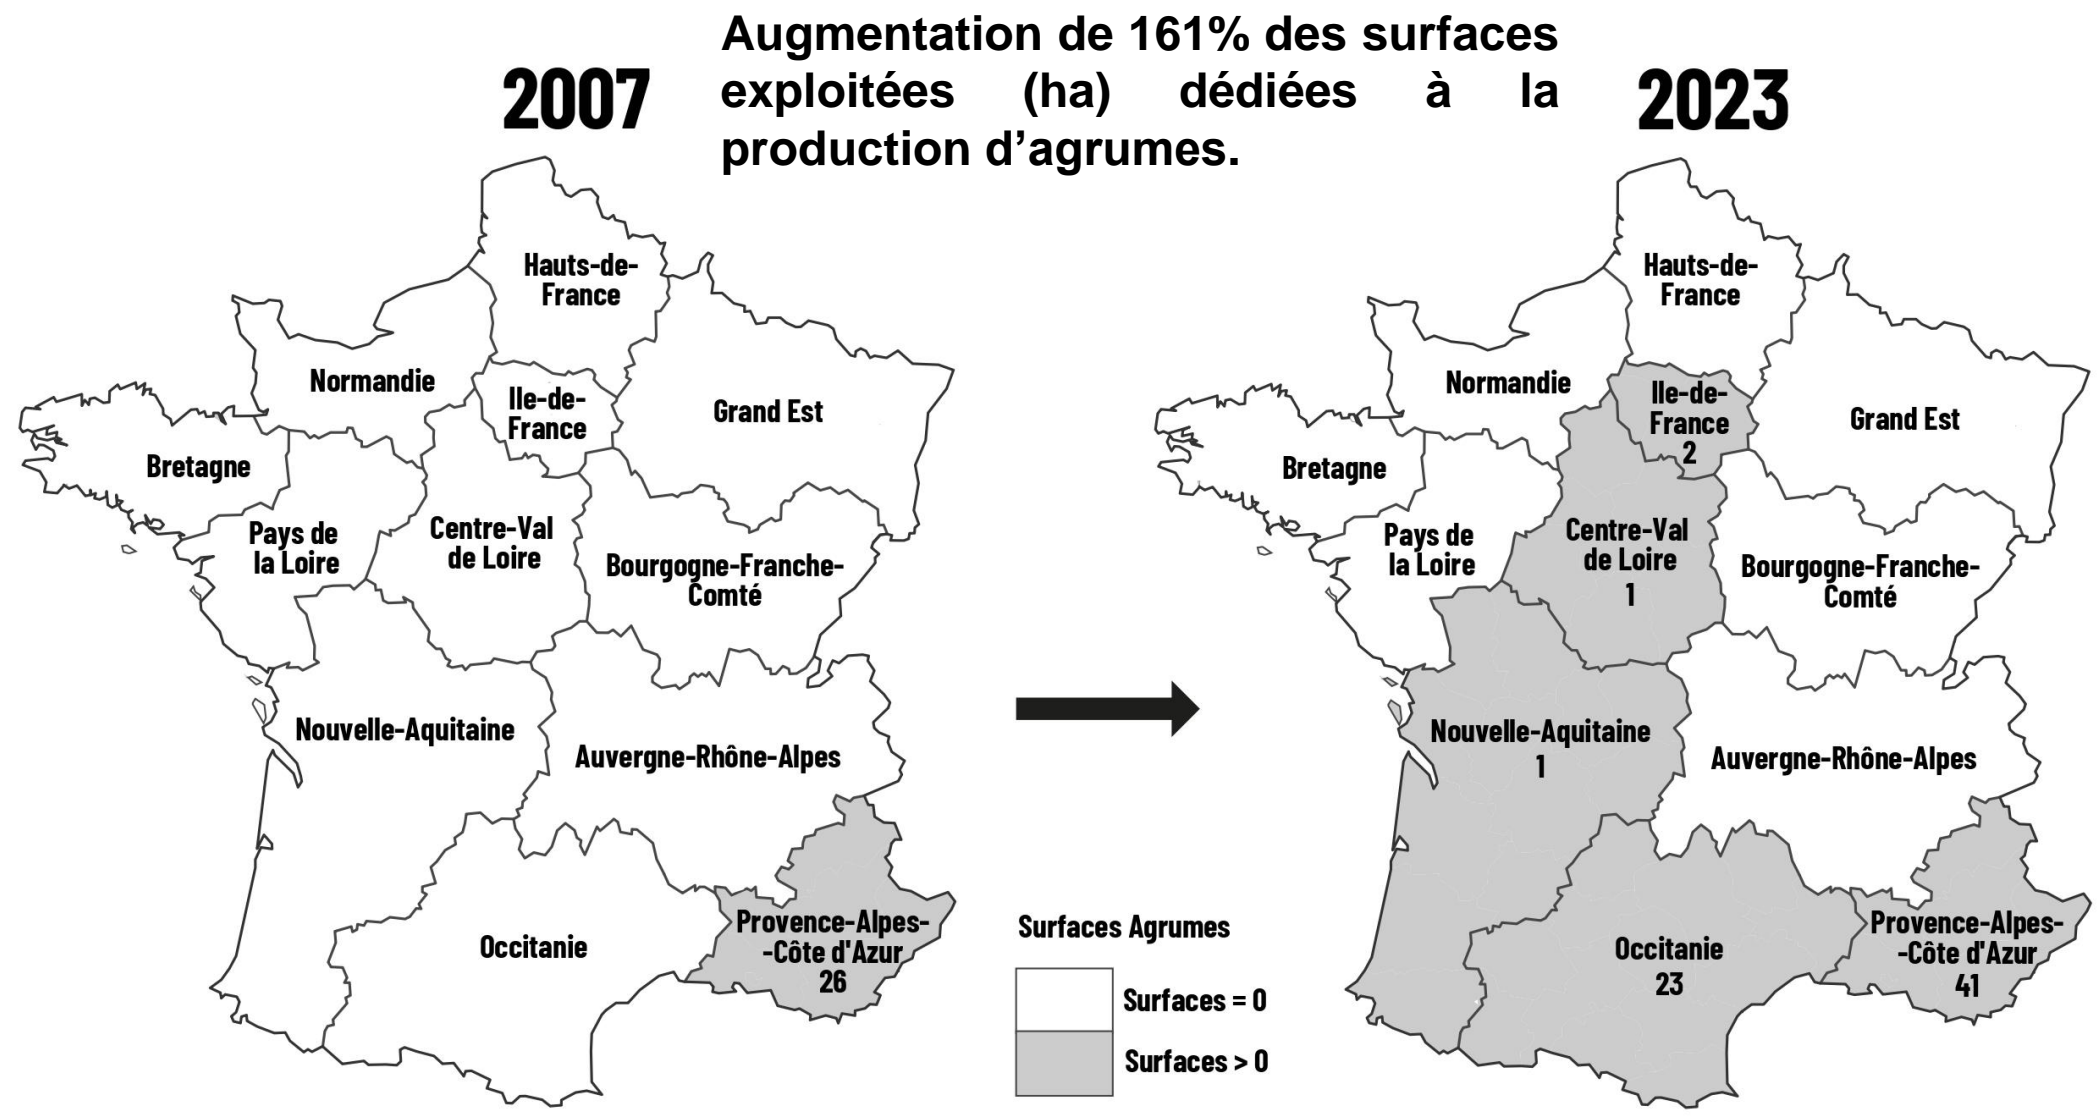 Augmentation de 161% des surfaces
exploitées (ha) dédiées à la
production d’agrumes.
2007
Hauts-de-
France
Normandie
Ile-de-
France
Grand Est
Bretagne
Pays de
la Loire
Centre-Val
de Loire
Bourgogne-Franche-
Comté
Nouvelle-Aquitaine
Auvergne-Rhône-Alpes
Occitanie
Provence-Alpes-
-Côte d'Azur
26
2023
Hauts-de-
France
Normandie
Ile-de-
France
2
Grand Est
Bretagne
Pays de
la Loire
Centre-Val
de Loire
1
Bourgogne-Franche-
Comté
Nouvelle-Aquitaine
1
Auvergne-Rhône-Alpes
Occitanie
23
Provence-Alpes-
-Côte d'Azur
41
Surfaces Agrumes
Surfaces = 0
Surfaces > 0